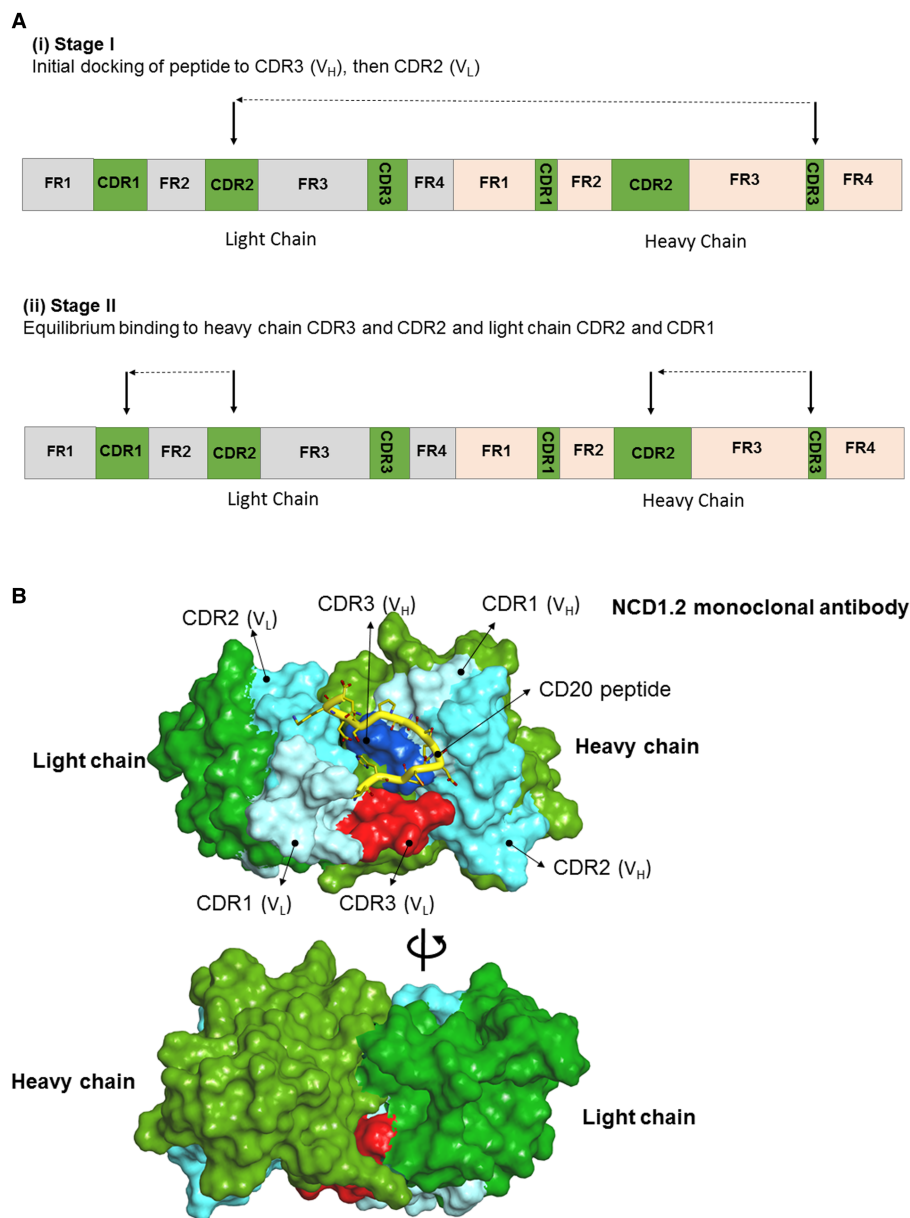 A
(i) Stage I
Initial docking of peptide to CDR3 (VH), then CDR2 (VL)
FR1 CDR1 FR2 CDR2 FR3 CDR3 FR4 FR1 CDR1 FR2 CDR2 FR3 CDR3 FR4
Light Chain Heavy Chain
(ii) Stage II
Equilibrium binding to heavy chain CDR3 and CDR2 and light chain CDR2 and CDR1
FR1 CDR1 FR2 CDR2 FR3 CDR3 FR4 FR1 CDR1 FR2 CDR2 FR3 CDR3 FR4
Light Chain Heavy Chain
B
CDR2 (VL) CDR3 (VH) CDR1 (VH) NCD1.2 monoclonal antibody
CD20 peptide
Light chain Heavy chain
CDR2 (VH)
CDR1 (VL) CDR3 (VL)
Heavy chain
Light chain